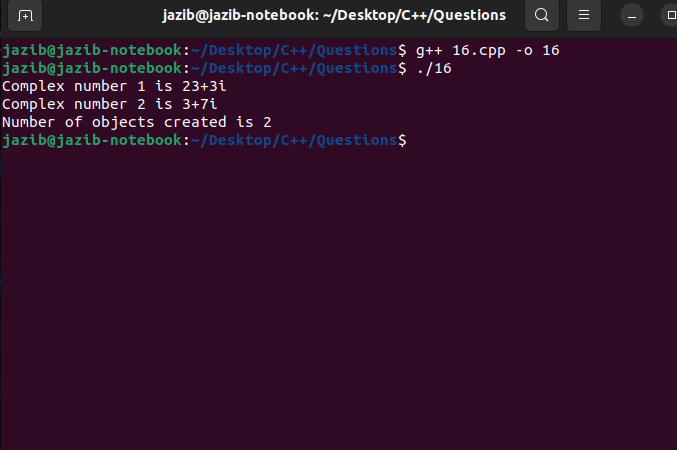 jazib@jazib-notebook: ~/Desktop/C++/Questions
jazib@jazib-notebook:~/Desktop/C++/Questions$ g++ 16.cpp -o 16
jazib@jazib-notebook:~/Desktop/C++/Questions$ ./16
Complex number 1 is 23+3i
Complex number 2 is 3+7i
Number of objects created is 2
jazib@jazib-notebook:~/Desktop/C++/Questions$